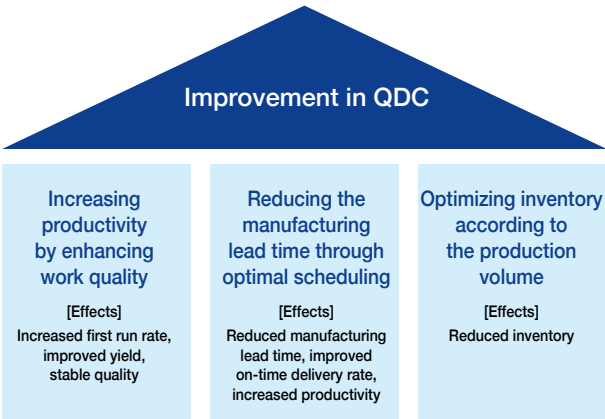 Improvement in QDC
Increasing
productivity
by enhancing
work quality
[Effects]
Increased first run rate,
improved yield,
stable quality
Reducing the
manufacturing
lead time through
optimal scheduling
[Effects]
Reduced manufacturing
lead time, improved
on-time delivery rate,
increased productivity
Optimizing inventory
according to
the production
volume
[Effects]
Reduced inventory